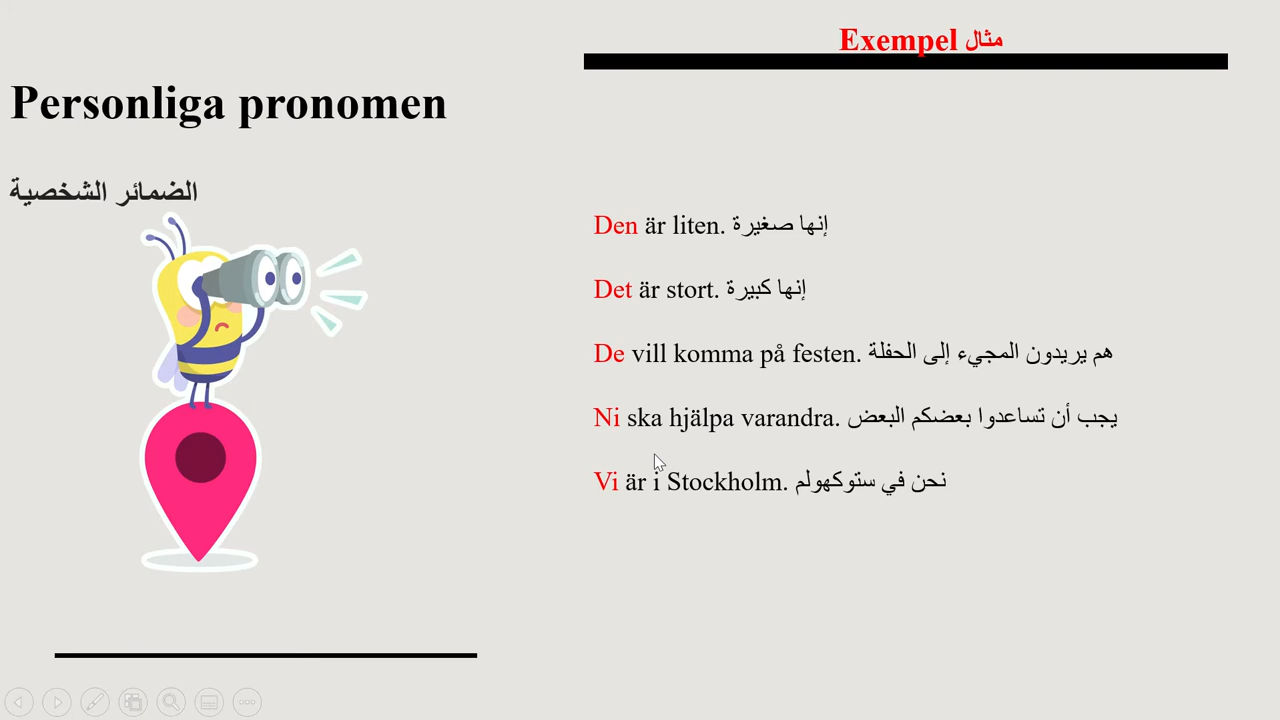 Exempel مثال
Personliga pronomen
الضمائر الشخصية
Den är liten. إنها صغيرة
Det är stort. إنها كبيرة
De vill komma på festen. هم يريدون المجيء إلى الحفلة
Ni ska hjälpa varandra. يجب أن تساعدوا بعضكم البعض
Vi är i Stockholm. نحن في ستوكهولم